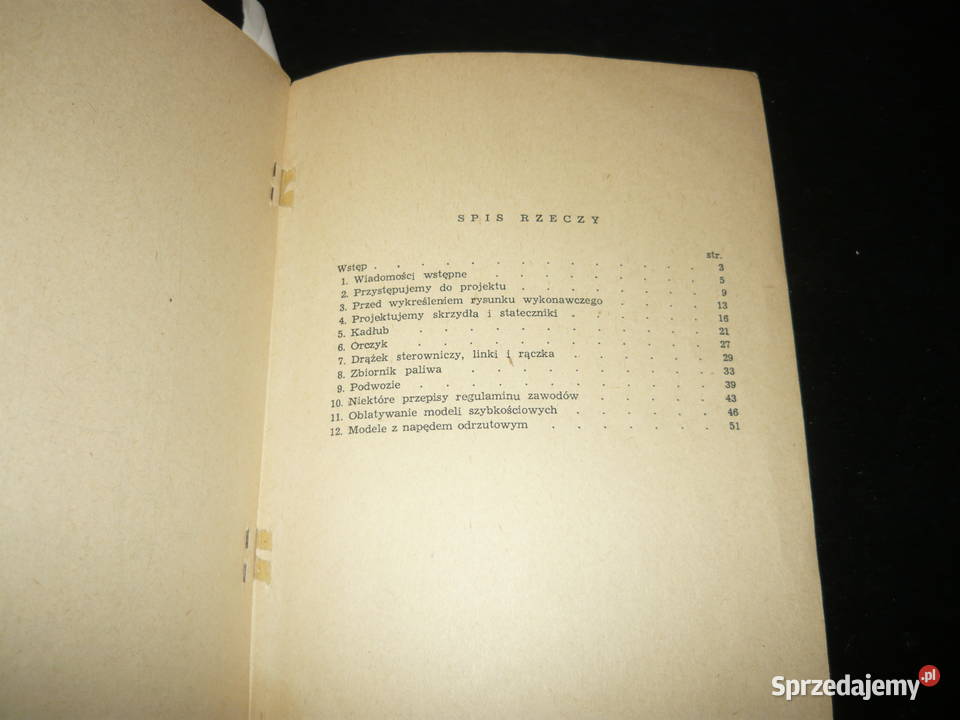 SPIS RZECZY
str.
Wstęp . . . . . . . . . . . . . 3
1. Wiadomości wstępne . . . . . . . . 5
2. Przystępujemy do projektu . . . . . . . 9
3. Przed wykreśleniem rysunku wykonawczego . . . . 13
4. Projektujemy skrzydła i stateczniki . . . . . . 16
5. Kadłub . . . . . . . . . . . 21
6. Orczyk . . . . . . . . . . . 27
7. Drążek sterowniczy, linki i rączka . . . . . . 29
8. Zbiornik paliwa . . . . . . . . . 33
9. Podwozie . . . . . . . . . . . 39
10. Niektóre przepisy regulaminu zawodów . . . . . 43
11. Oblatywanie modeli szybkościowych . . . . . . 46
12. Modele z napędem odrzutowym . . . . . . . 51
Sprzedajemy.pl